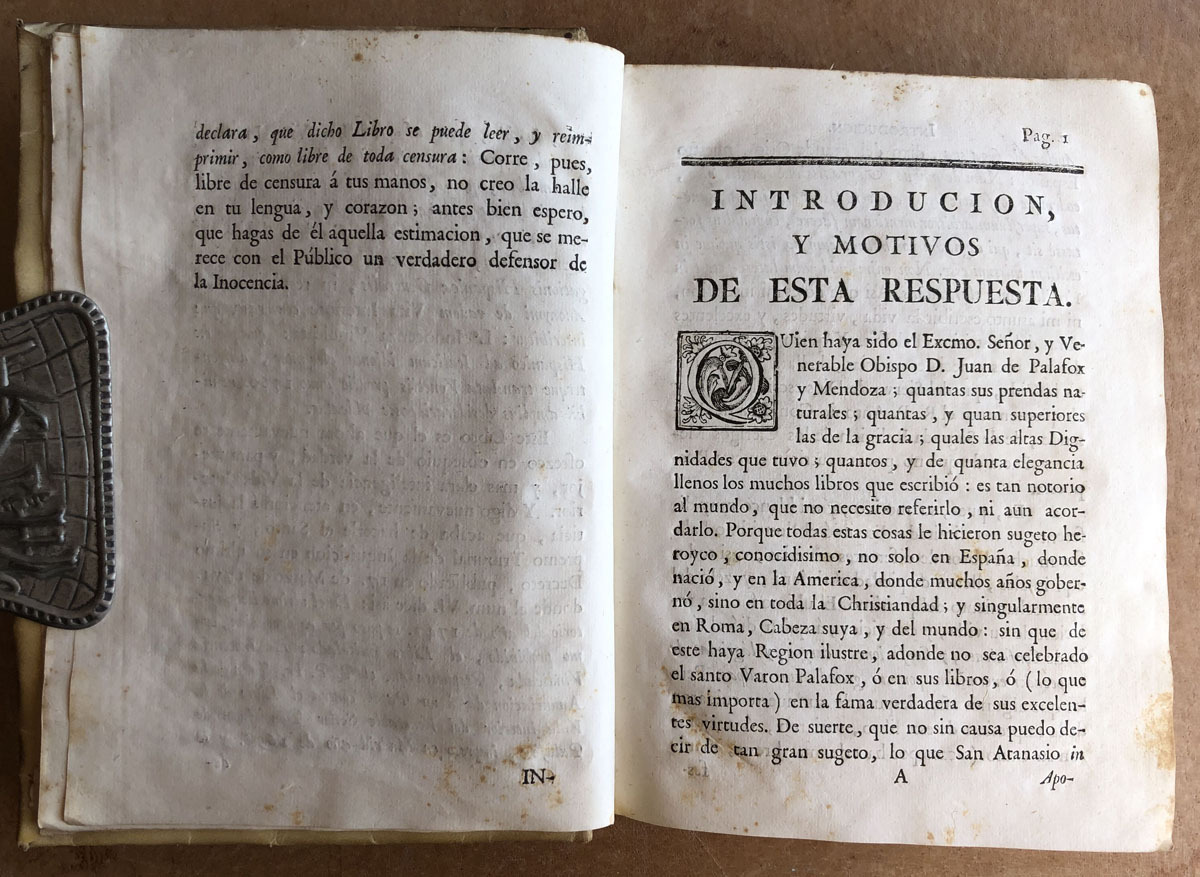 declara, que dicho Libro se puede leer, y reim-
primir, como libre de toda censura: Corre, pues,
libre de censura á tus manos, no creo la halle
en tu lengua, y corazon; antes bien espero,
que hagas de él aquella estimacion, que se me-
rece con el Público un verdadero defensor de
la Inocencia.
IN-
Pag. 1
INTRODUCION,
Y MOTIVOS
DE ESTA RESPUESTA.
QUien haya sido el Excmo. Señor, y Ve-
nerable Obispo D. Juan de Palafox
y Mendoza; quantas sus prendas na-
turales; quantas, y quan superiores
las de la gracia; quales las altas Dig-
nidades que tuvo; quantos, y de quanta elegancia
llenos los muchos libros que escribió: es tan notorio
al mundo, que no necesito referirlo, ni aun acor-
darlo. Porque todas estas cosas le hicieron sugeto he-
royco, conocidisimo, no solo en España, donde
nació, y en la America, donde muchos años gober-
nó, sino en toda la Christiandad; y singularmente
en Roma, Cabeza suya, y del mundo: sin que de
este haya Region ilustre, adonde no sea celebrado
el santo Varon Palafox, ó en sus libros, ó (lo que
mas importa) en la fama verdadera de sus excelen-
tes virtudes. De suerte, que no sin causa puedo de-
cir de tan gran sugeto, lo que San Atanasio in
A
Apo-